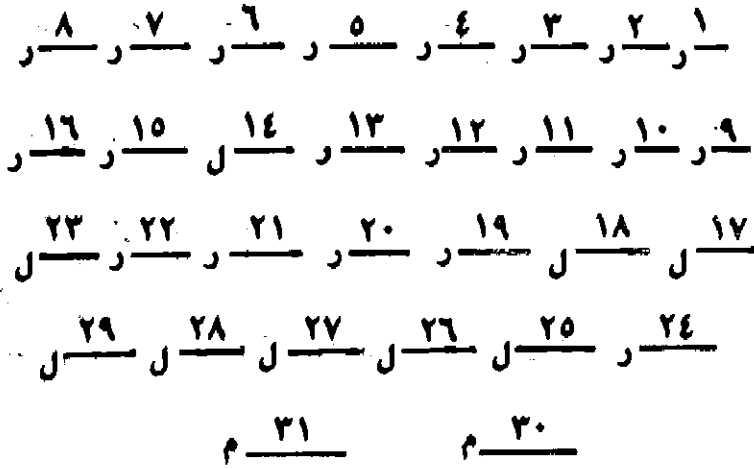 ١ ر ٢ ر ٣ ر ٤ ر ٥ ر ٦ ر ٧ ر ٨ ر
٩ ر ١٠ ر ١١ ر ١٢ ر ١٣ ر ١٤ ل ١٥ ر ١٦ ر
١٧ ل ١٨ ل ١٩ ر ٢٠ ر ٢١ ر ٢٢ ر ٢٣ ل
٢٤ ر ٢٥ ل ٢٦ ل ٢٧ ل ٢٨ ل ٢٩ ل
٣٠ م ٣١ م